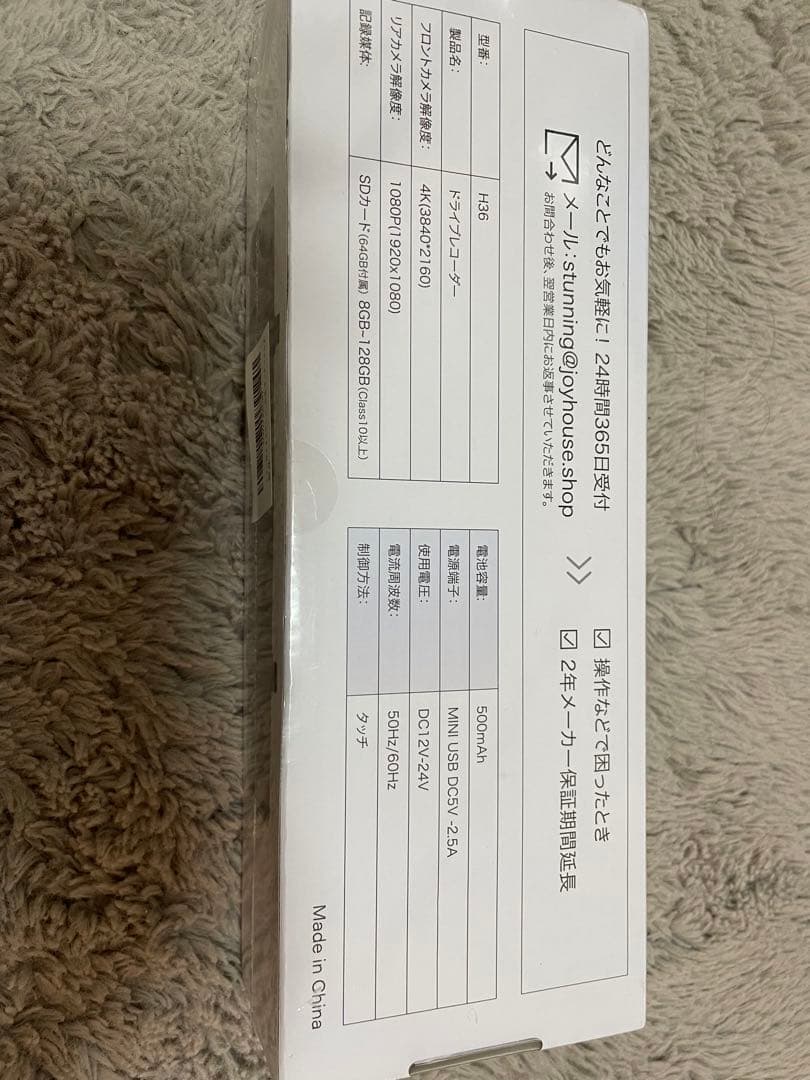 どんなことでもお気軽に！ 24時間365日受付
メール：stunning@joyhouse.shop
お問合わせ後、翌営業日内にお返事させていただきます。
☑ 操作などで困ったとき
☑ 2年メーカー保証期間延長
型番： H36
製品名： ドライブレコーダー
フロントカメラ解像度： 4K(3840*2160)
リアカメラ解像度： 1080P(1920x1080)
記録媒体： SDカード(64GB付属) 8GB~128GB(Class10以上)
電池容量： 500mAh
電源端子： MINI USB DC5V -2.5A
使用電圧： DC12V-24V
電流周波数： 50Hz/60Hz
制御方法： タッチ
Made in China